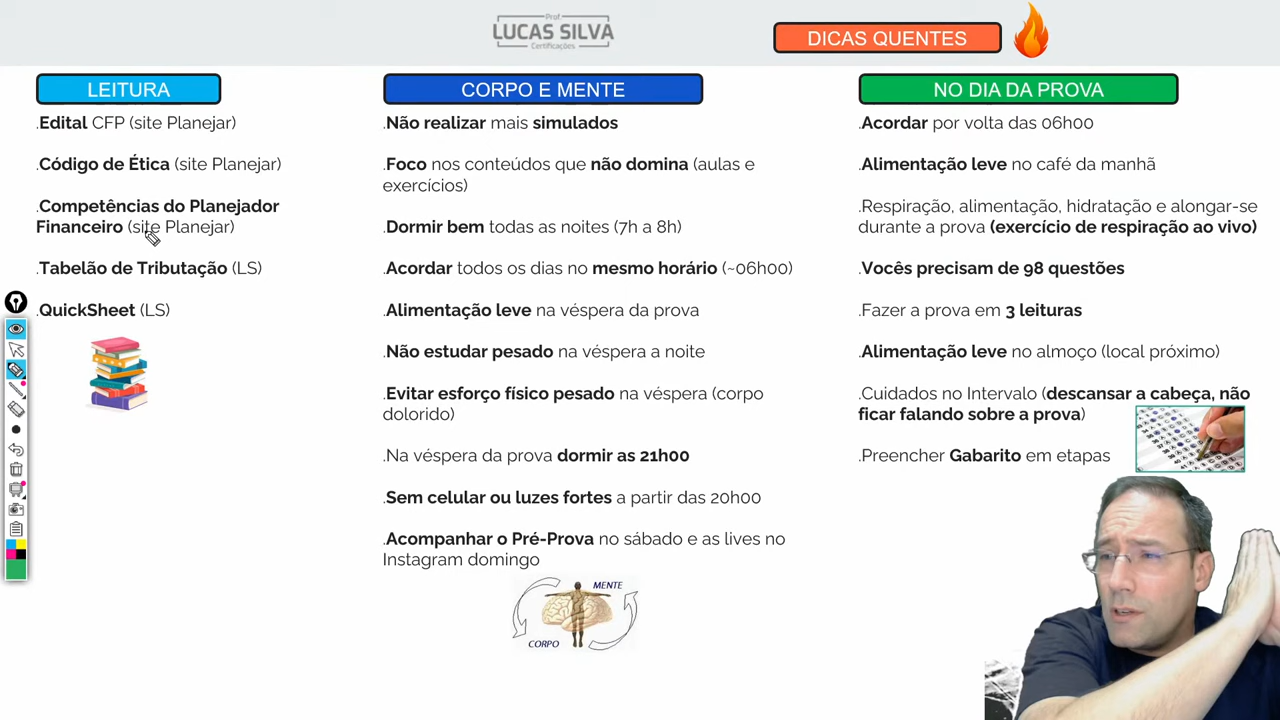 Prof.
LUCAS SILVA
Certificações
DICAS QUENTES
LEITURA
.Edital CFP (site Planejar)
.Código de Ética (site Planejar)
.Competências do Planejador
Financeiro (site Planejar)
.Tabelão de Tributação (LS)
.QuickSheet (LS)
CORPO E MENTE
.Não realizar mais simulados
.Foco nos conteúdos que não domina (aulas e
exercícios)
.Dormir bem todas as noites (7h a 8h)
.Acordar todos os dias no mesmo horário (~06h00)
.Alimentação leve na véspera da prova
.Não estudar pesado na véspera a noite
.Evitar esforço físico pesado na véspera (corpo
dolorido)
.Na véspera da prova dormir as 21h00
.Sem celular ou luzes fortes a partir das 20h00
.Acompanhar o Pré-Prova no sábado e as lives no
Instagram domingo
MENTE
CORPO
NO DIA DA PROVA
.Acordar por volta das 06h00
.Alimentação leve no café da manhã
.Respiração, alimentação, hidratação e alongar-se
durante a prova (exercício de respiração ao vivo)
.Vocês precisam de 98 questões
.Fazer a prova em 3 leituras
.Alimentação leve no almoço (local próximo)
.Cuidados no Intervalo (descansar a cabeça, não
ficar falando sobre a prova)
.Preencher Gabarito em etapas